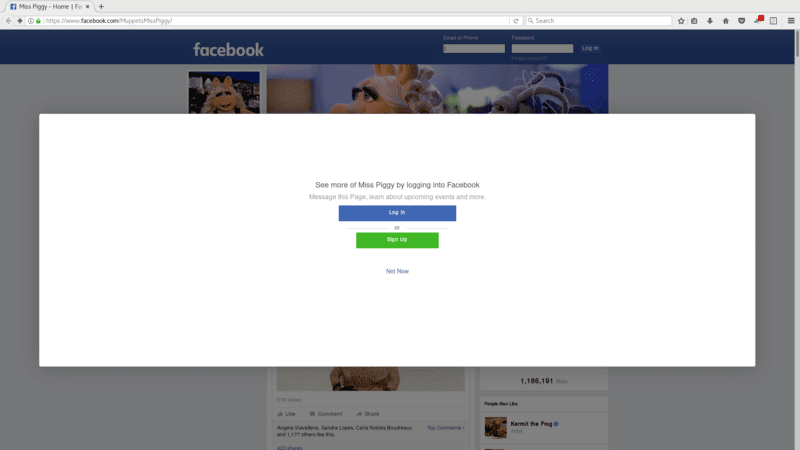 Miss Piggy - Home | Fa
https://www.facebook.com/MuppetsMissPiggy/
Search
facebook
Email or Phone
Password
Log In
Forgot account?
See more of Miss Piggy by logging into Facebook
Message this Page, learn about upcoming events and more.
Log In
or
Sign Up
Not Now
1,186,191 likes
Views
Like
Comment
Share
People Also Like
Kermit the Frog
Artist
Angela Viavattene, Sandra Lopes, Carla Nobles Boudreaux
and 1,177 others like this.
Top Comments
423 shares